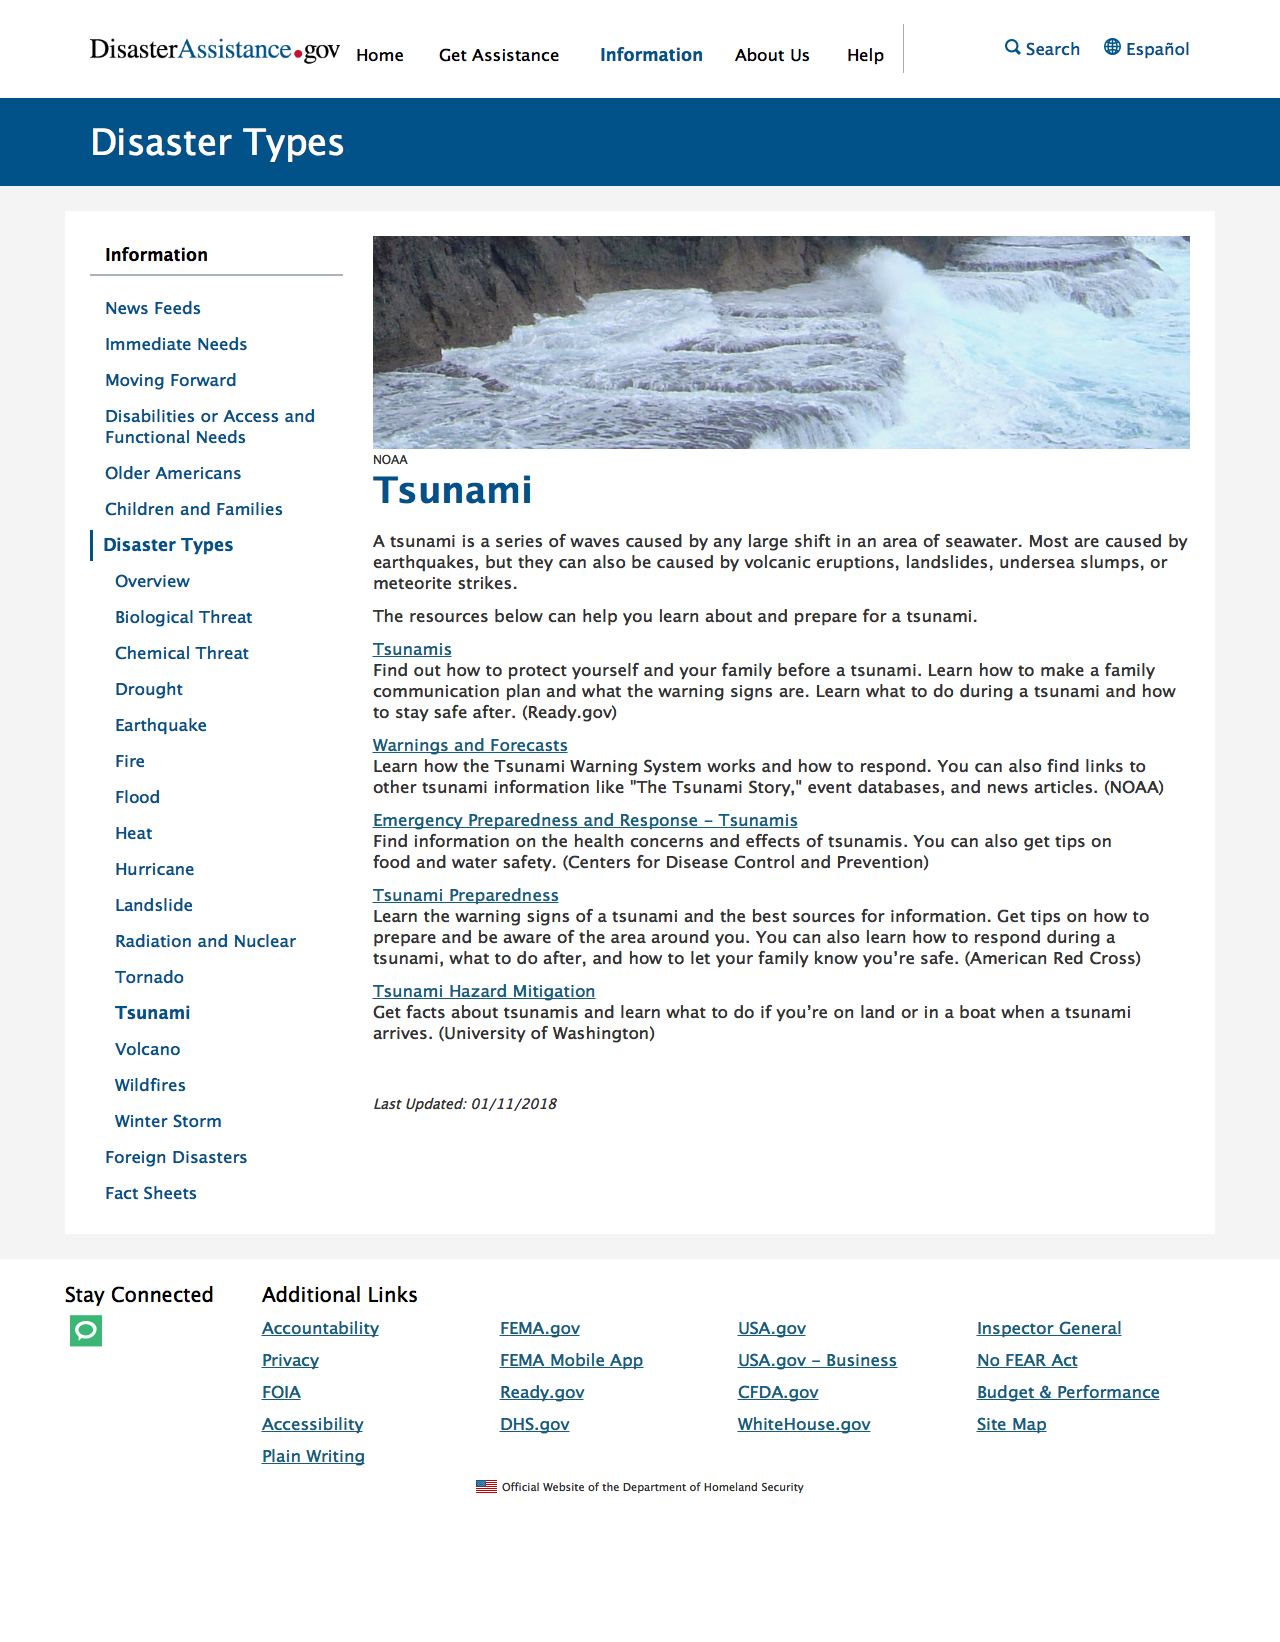 DisasterAssistance.gov
Home
Get Assistance
Information
About Us
Help
Search
Español
Disaster Types
Information
News Feeds
Immediate Needs
Moving Forward
Disabilities or Access and
Functional Needs
Older Americans
Children and Families
Disaster Types
Overview
Biological Threat
Chemical Threat
Drought
Earthquake
Fire
Flood
Heat
Hurricane
Landslide
Radiation and Nuclear
Tornado
Tsunami
Volcano
Wildfires
Winter Storm
Foreign Disasters
Fact Sheets
NOAA
Tsunami
A tsunami is a series of waves caused by any large shift in an area of seawater. Most are caused by
earthquakes, but they can also be caused by volcanic eruptions, landslides, undersea slumps, or
meteorite strikes.
The resources below can help you learn about and prepare for a tsunami.
Tsunamis
Find out how to protect yourself and your family before a tsunami. Learn how to make a family
communication plan and what the warning signs are. Learn what to do during a tsunami and how
to stay safe after. (Ready.gov)
Warnings and Forecasts
Learn how the Tsunami Warning System works and how to respond. You can also find links to
other tsunami information like "The Tsunami Story," event databases, and news articles. (NOAA)
Emergency Preparedness and Response – Tsunamis
Find information on the health concerns and effects of tsunamis. You can also get tips on
food and water safety. (Centers for Disease Control and Prevention)
Tsunami Preparedness
Learn the warning signs of a tsunami and the best sources for information. Get tips on how to
prepare and be aware of the area around you. You can also learn how to respond during a
tsunami, what to do after, and how to let your family know you’re safe. (American Red Cross)
Tsunami Hazard Mitigation
Get facts about tsunamis and learn what to do if you’re on land or in a boat when a tsunami
arrives. (University of Washington)
Last Updated: 01/11/2018
Stay Connected
Additional Links
Accountability
FEMA.gov
USA.gov
Inspector General
Privacy
FEMA Mobile App
USA.gov – Business
No FEAR Act
FOIA
Ready.gov
CFDA.gov
Budget & Performance
Accessibility
DHS.gov
WhiteHouse.gov
Site Map
Plain Writing
Official Website of the Department of Homeland Security